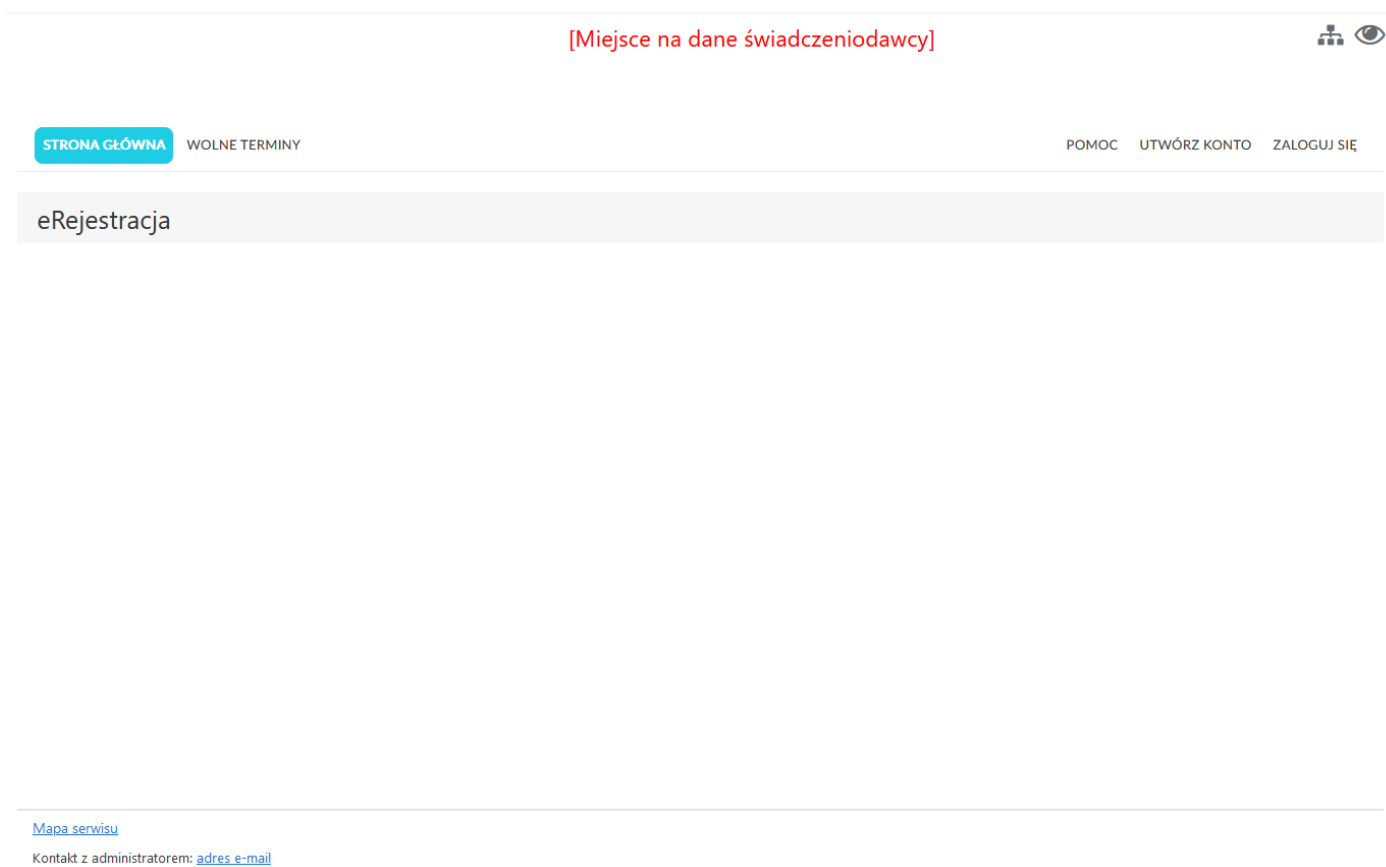 [Miejsce na dane świadczeniodawcy]
STRONA GŁÓWNA WOLNE TERMINY POMOC UTWÓRZ KONTO ZALOGUJ SIĘ
eRejestracja
Mapa serwisu
Kontakt z administratorem: adres e-mail